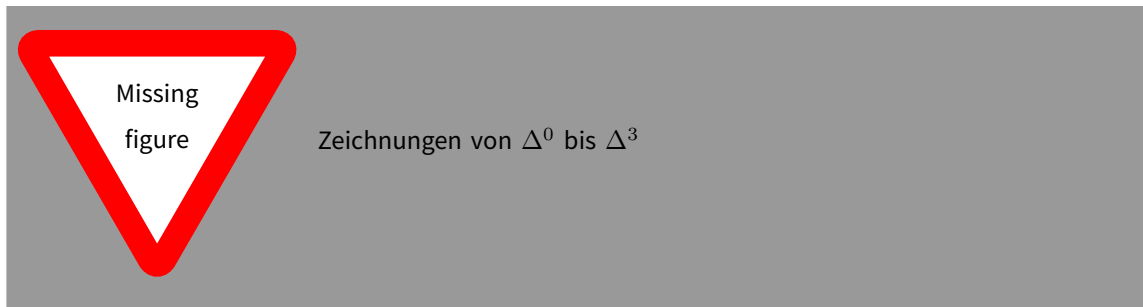 Missing
figure
Zeichnungen von Δ⁰ bis Δ³